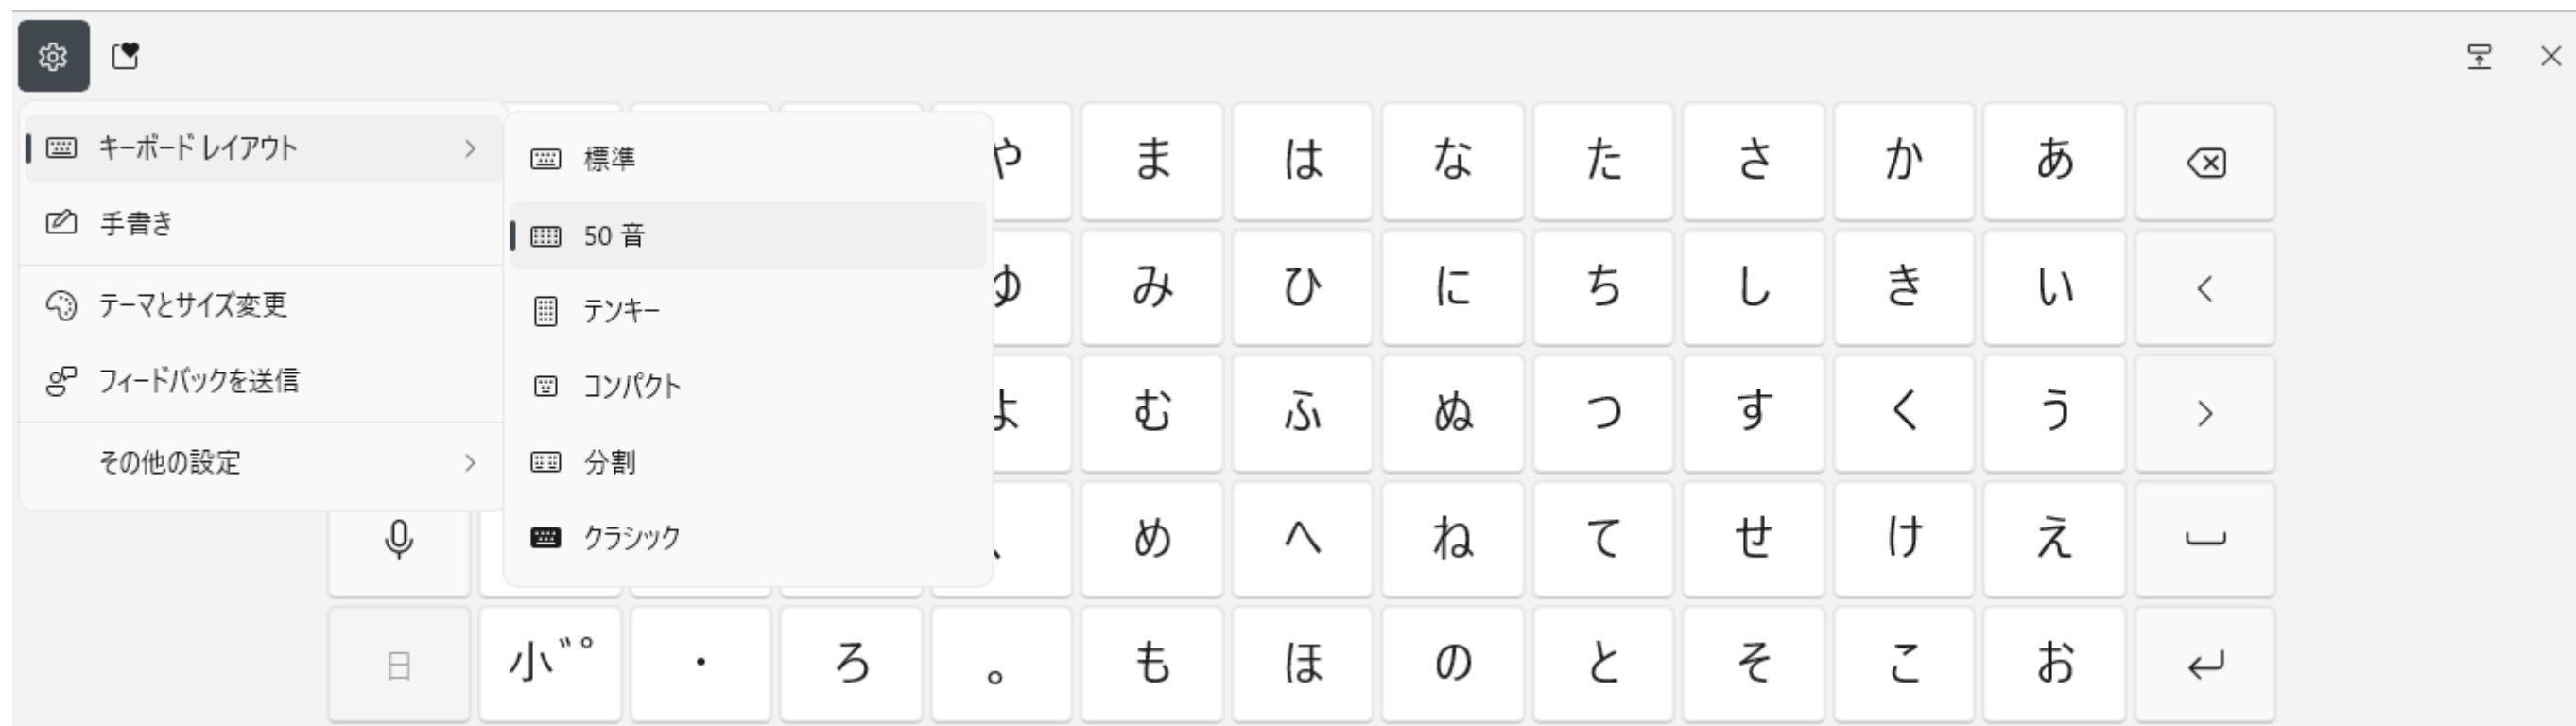 キーボード レイアウト
手書き
テーマとサイズ変更
フィードバックを送信
その他の設定
標準
50 音
テンキー
コンパクト
分割
クラシック
や ま は な た さ か あ
ゆ み ひ に ち し き い <
よ む ふ ぬ つ す く う >
、 め へ ね て せ け え
日 小゛゜ ・ ろ 。 も ほ の と そ こ お